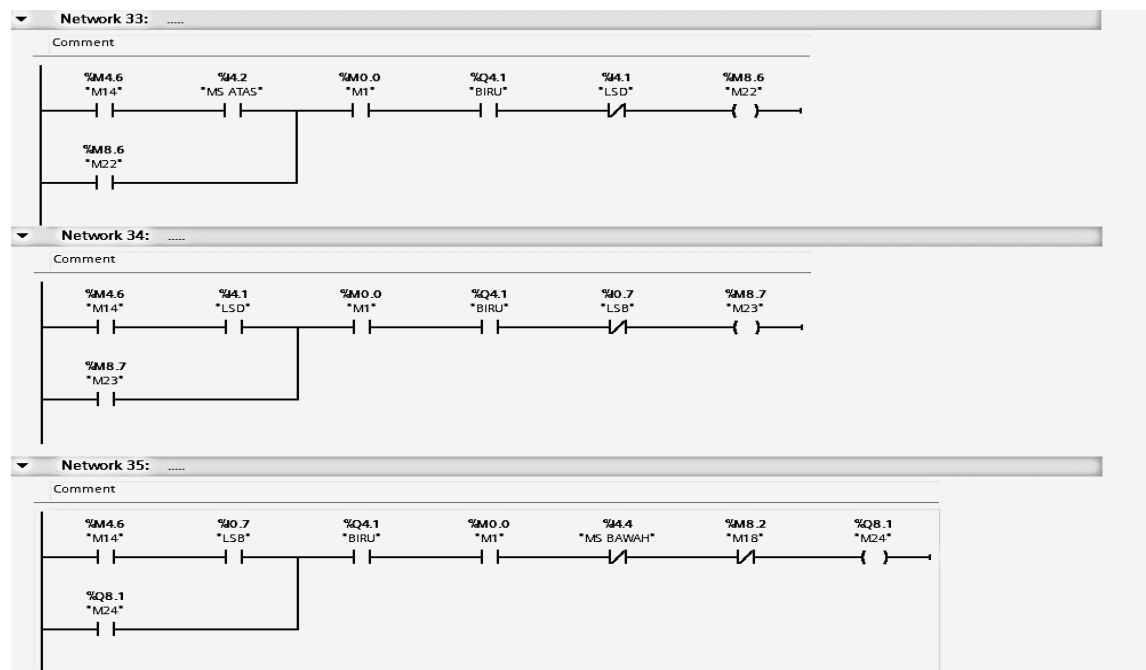 Network 33: .....
Comment
%M4.6 %I4.2 %M0.0 %Q4.1 %I4.1 %M8.6
"M14" "MS ATAS" "M1" "BIRU" "LSD" "M22"
%M8.6
"M22"
Network 34: .....
Comment
%M4.6 %I4.1 %M0.0 %Q4.1 %I0.7 %M8.7
"M14" "LSD" "M1" "BIRU" "LSB" "M23"
%M8.7
"M23"
Network 35: .....
Comment
%M4.6 %I0.7 %Q4.1 %M0.0 %I4.4 %M8.2 %Q8.1
"M14" "LSB" "BIRU" "M1" "MS BAWAH" "M18" "M24"
%Q8.1
"M24"